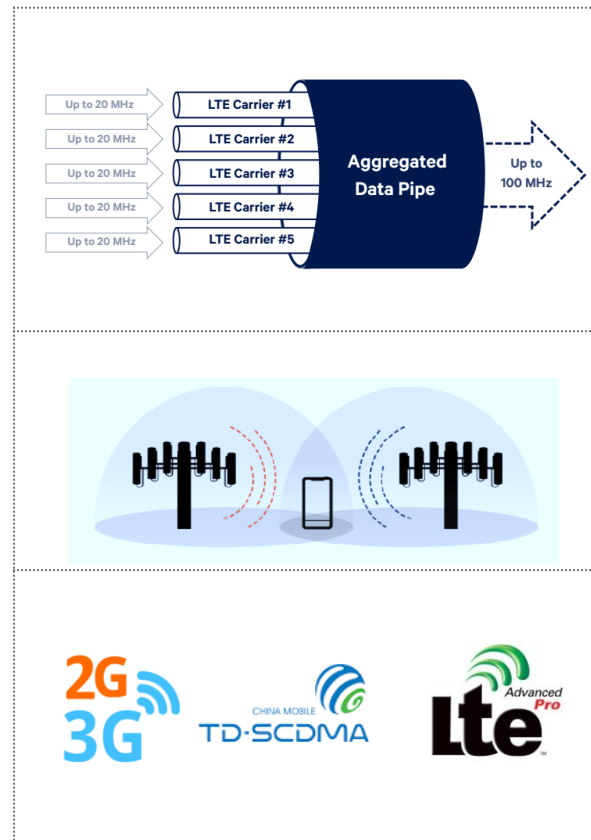 Up to 20 MHz
LTE Carrier #1
Up to 20 MHz
LTE Carrier #2
Up to 20 MHz
LTE Carrier #3
Up to 20 MHz
LTE Carrier #4
Up to 20 MHz
LTE Carrier #5
Aggregated
Data Pipe
Up to
100 MHz
2G
3G
CHINA MOBILE
TD-SCDMA
Lte
Advanced
Pro
TM